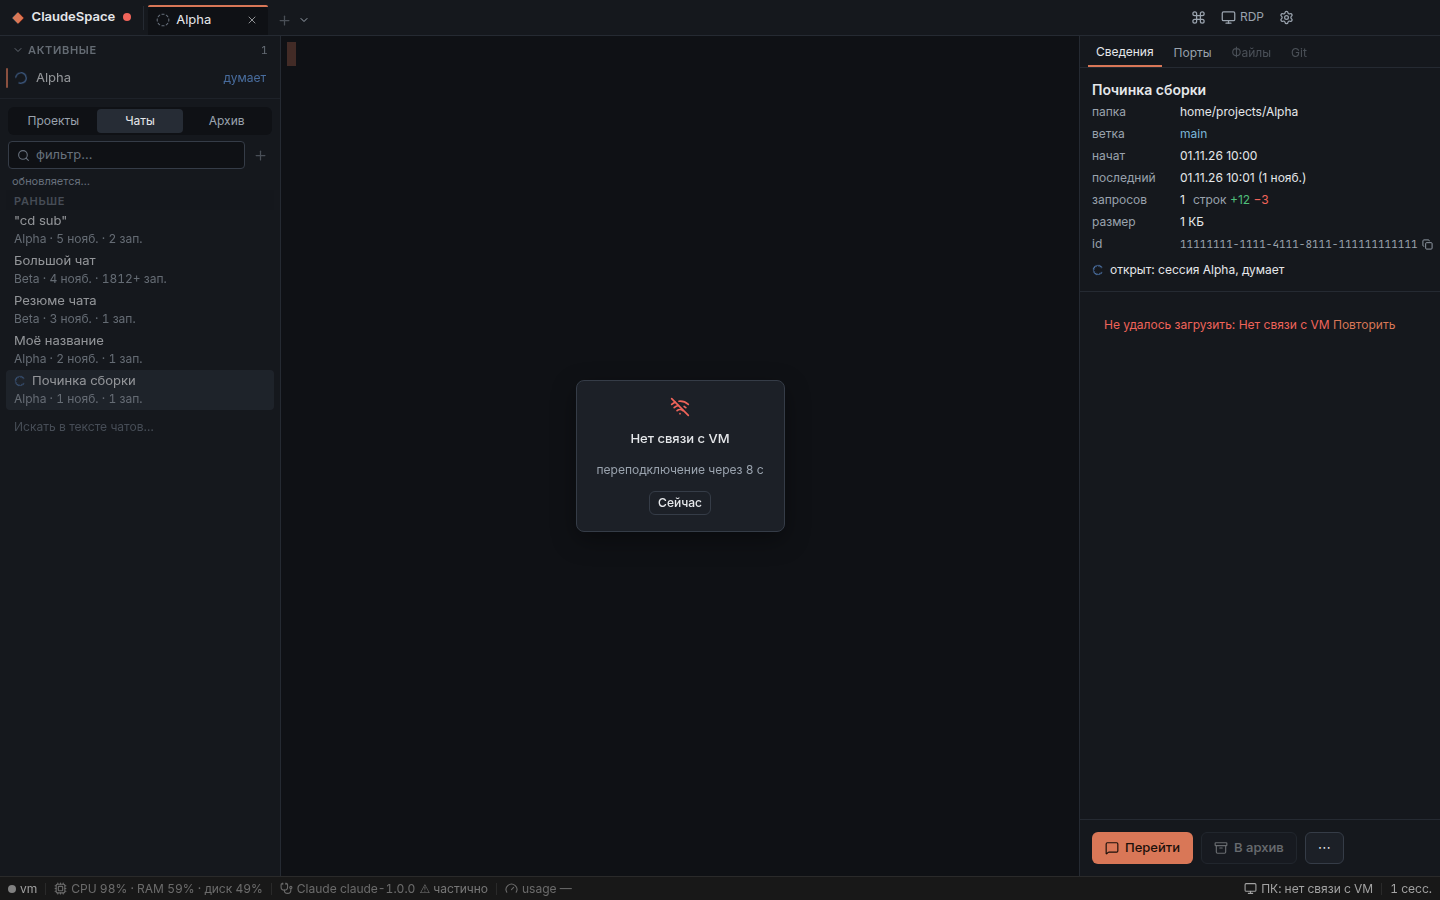 ClaudeSpace
Alpha
RDP
АКТИВНЫЕ 1
Alpha думает
Проекты Чаты Архив
фильтр...
обновляется...
РАНЬШЕ
"cd sub"
Alpha · 5 нояб. · 2 зап.
Большой чат
Beta · 4 нояб. · 1812+ зап.
Резюме чата
Beta · 3 нояб. · 1 зап.
Моё название
Alpha · 2 нояб. · 1 зап.
Починка сборки
Alpha · 1 нояб. · 1 зап.
Искать в тексте чатов...
Нет связи с VM
переподключение через 8 с
Сейчас
Сведения Порты Файлы Git
Починка сборки
папка home/projects/Alpha
ветка main
начат 01.11.26 10:00
последний 01.11.26 10:01 (1 нояб.)
запросов 1 строк +12 −3
размер 1 КБ
id 11111111-1111-4111-8111-111111111111
открыт: сессия Alpha, думает
Не удалось загрузить: Нет связи с VM Повторить
Перейти В архив ···
vm CPU 98% · RAM 59% · диск 49% Claude claude-1.0.0 ⚠ частично usage — ПК: нет связи с VM 1 сесс.